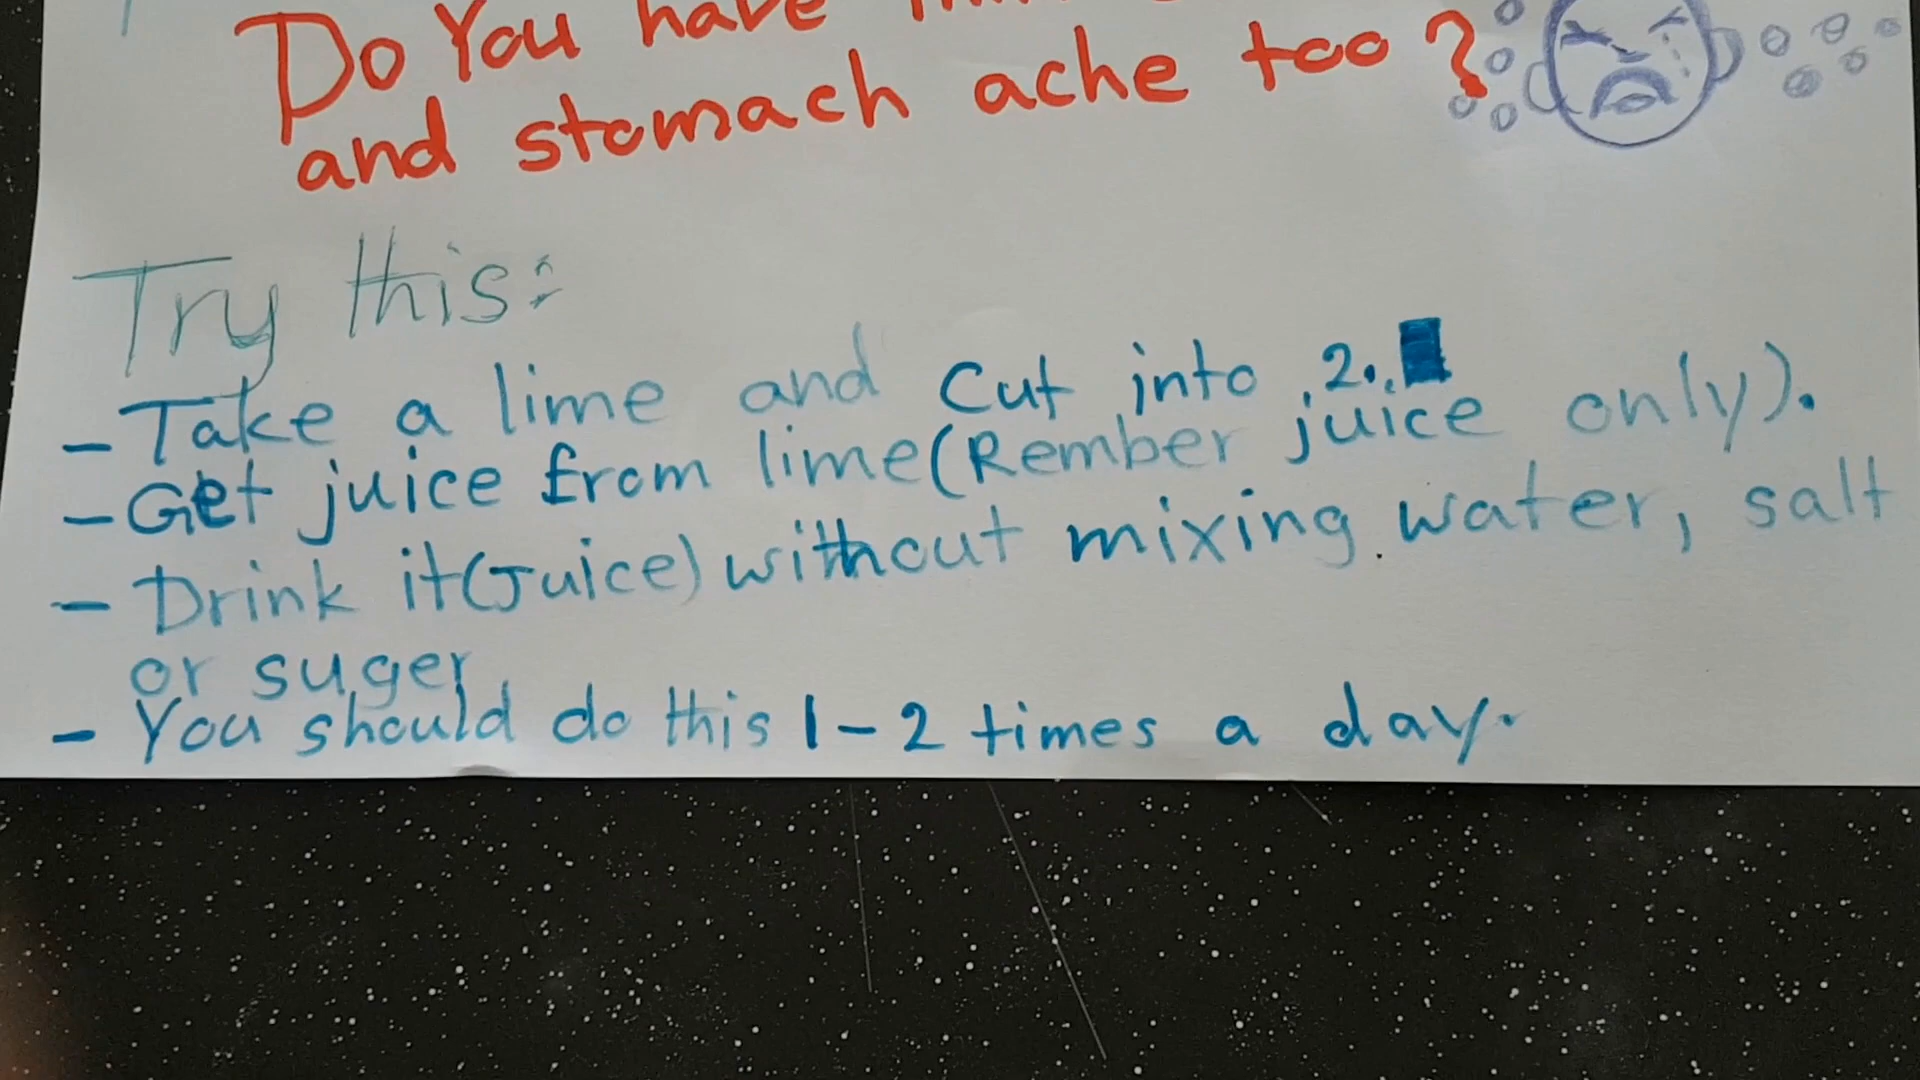 Do You have
and stomach ache too?
Try this:
- Take a lime and Cut into 2.
- Get juice from lime (Rember juice only).
- Drink it (Juice) without mixing water, salt
or suger
- You should do this 1-2 times a day.